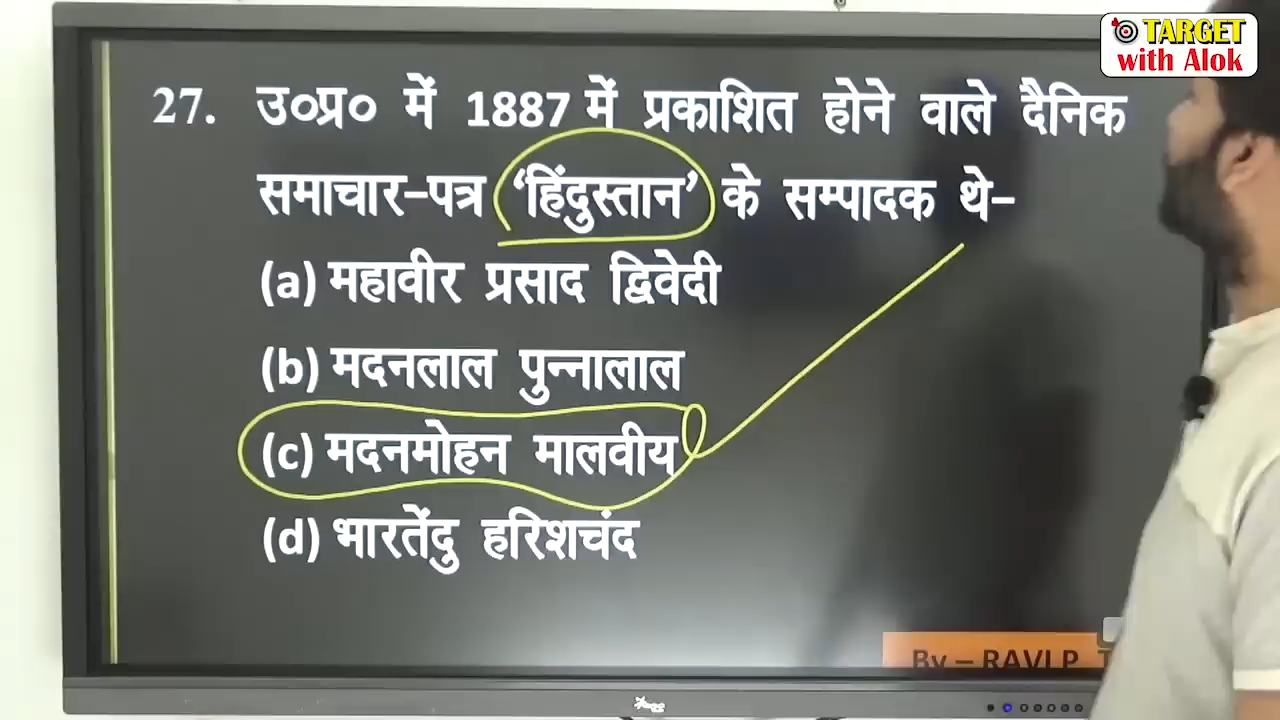 TARGET
with Alok
27. उ०प्र० में 1887 में प्रकाशित होने वाले दैनिक
समाचार-पत्र ‘हिंदुस्तान’ के सम्पादक थे-
(a) महावीर प्रसाद द्विवेदी
(b) मदनलाल पुन्नालाल
(c) मदनमोहन मालवीय
(d) भारतेंदु हरिशचंद
By – RAVI P